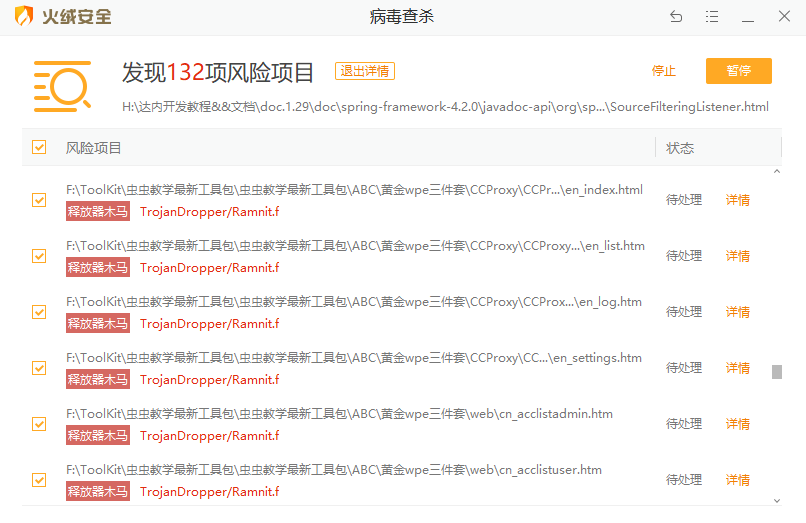 火绒安全
病毒查杀
发现132项风险项目 退出详情 停止 暂停
H:\达内开发教程&&文档\doc.1.29\doc\spring-framework-4.2.0\javadoc-api\org\sp...\SourceFilteringListener.html
风险项目 状态
F:\ToolKit\虫虫教学最新工具包\虫虫教学最新工具包\ABC\黄金wpe三件套\CCProxy\CCPr...\en_index.html 待处理 详情
释放器木马 TrojanDropper/Ramnit.f
F:\ToolKit\虫虫教学最新工具包\虫虫教学最新工具包\ABC\黄金wpe三件套\CCProxy\CCProxy...\en_list.htm 待处理 详情
释放器木马 TrojanDropper/Ramnit.f
F:\ToolKit\虫虫教学最新工具包\虫虫教学最新工具包\ABC\黄金wpe三件套\CCProxy\CCProx...\en_log.htm 待处理 详情
释放器木马 TrojanDropper/Ramnit.f
F:\ToolKit\虫虫教学最新工具包\虫虫教学最新工具包\ABC\黄金wpe三件套\CCProxy\CC...\en_settings.htm 待处理 详情
释放器木马 TrojanDropper/Ramnit.f
F:\ToolKit\虫虫教学最新工具包\虫虫教学最新工具包\ABC\黄金wpe三件套\web\cn_acclistadmin.htm 待处理 详情
释放器木马 TrojanDropper/Ramnit.f
F:\ToolKit\虫虫教学最新工具包\虫虫教学最新工具包\ABC\黄金wpe三件套\web\cn_acclistuser.htm 待处理 详情
释放器木马 TrojanDropper/Ramnit.f